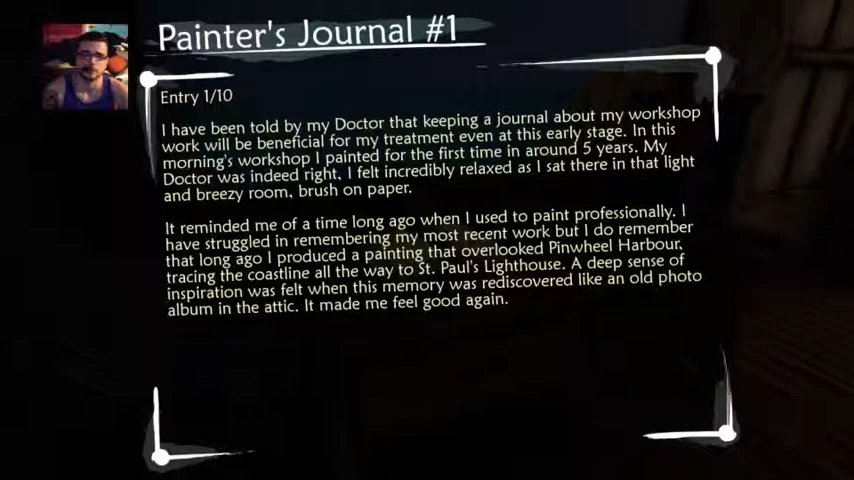 Painter's Journal #1
Entry 1/10
I have been told by my Doctor that keeping a journal about my workshop
work will be beneficial for my treatment even at this early stage. In this
morning's workshop I painted for the first time in around 5 years. My
Doctor was indeed right, I felt incredibly relaxed as I sat there in that light
and breezy room, brush on paper.
It reminded me of a time long ago when I used to paint professionally. I
have struggled in remembering my most recent work but I do remember
that long ago I produced a painting that overlooked Pinwheel Harbour,
tracing the coastline all the way to St. Paul's Lighthouse. A deep sense of
inspiration was felt when this memory was rediscovered like an old photo
album in the attic. It made me feel good again.